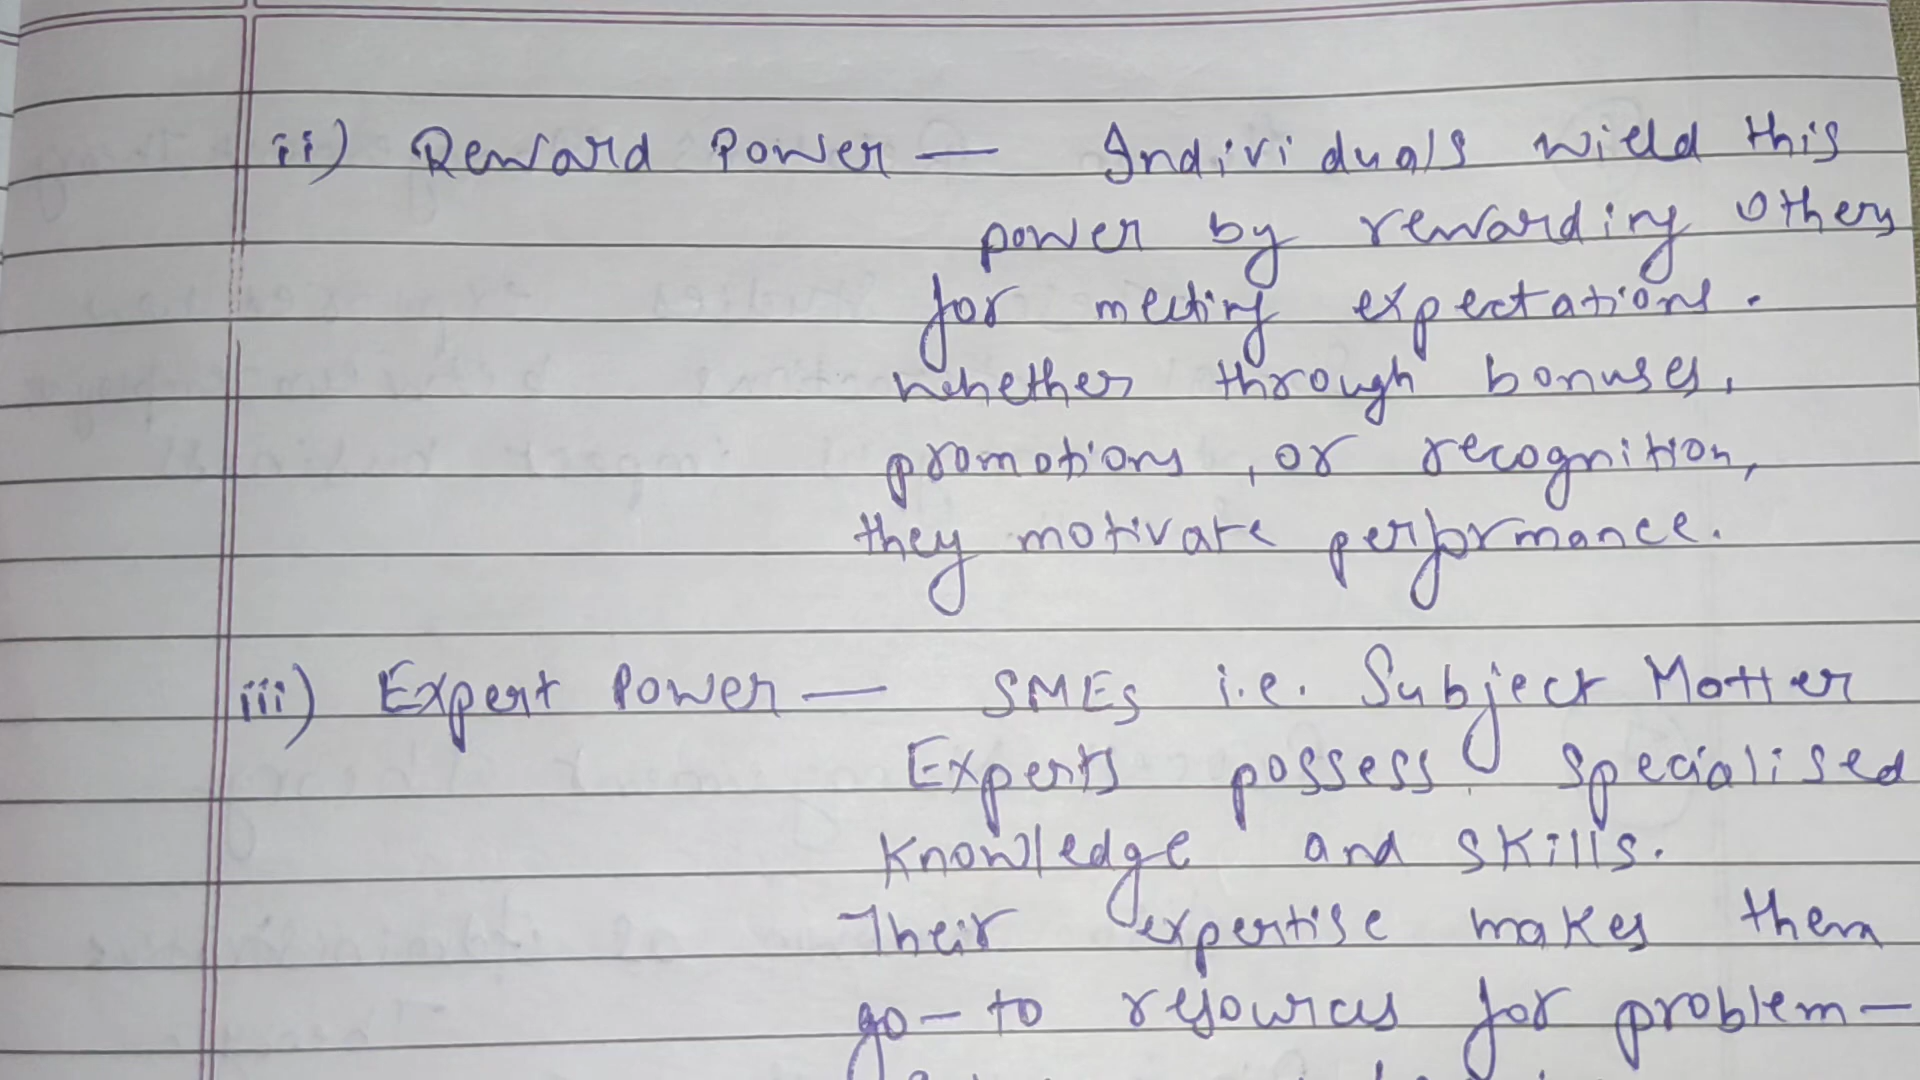 ii) Reward Power — Individuals wield this
power by rewarding others
for meeting expectations.
whether through bonuses,
promotions, or recognition,
they motivate performance.
iii) Expert Power — SMEs i.e. Subject Matter
Experts possess specialised
knowledge and skills.
Their expertise makes them
go-to resources for problem-